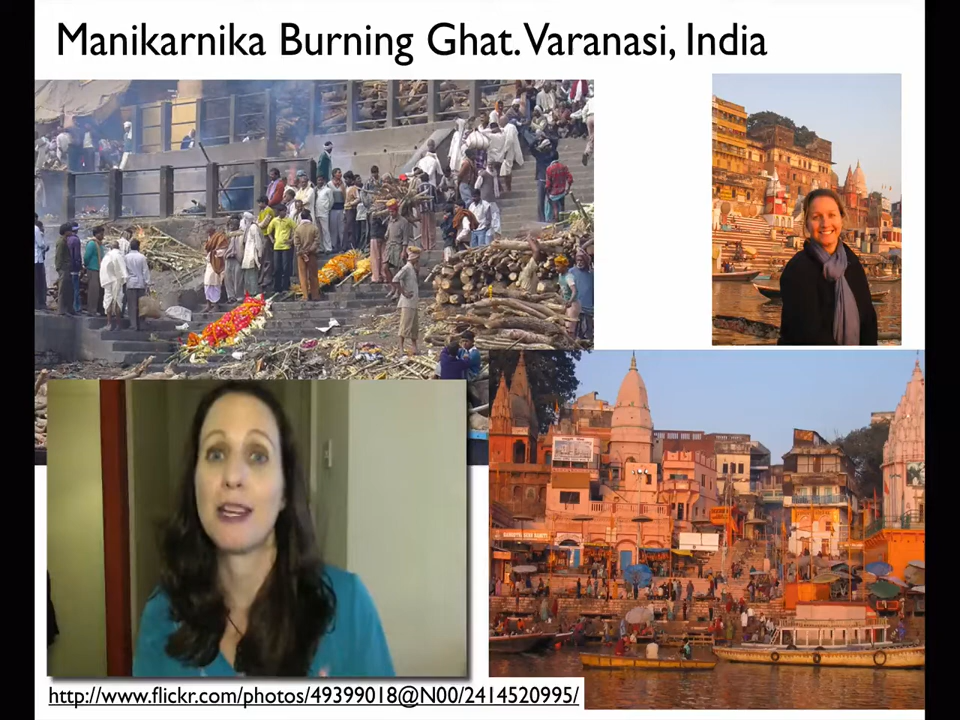 Manikarnika Burning Ghat. Varanasi, India
http://www.flickr.com/photos/49399018@N00/2414520995/